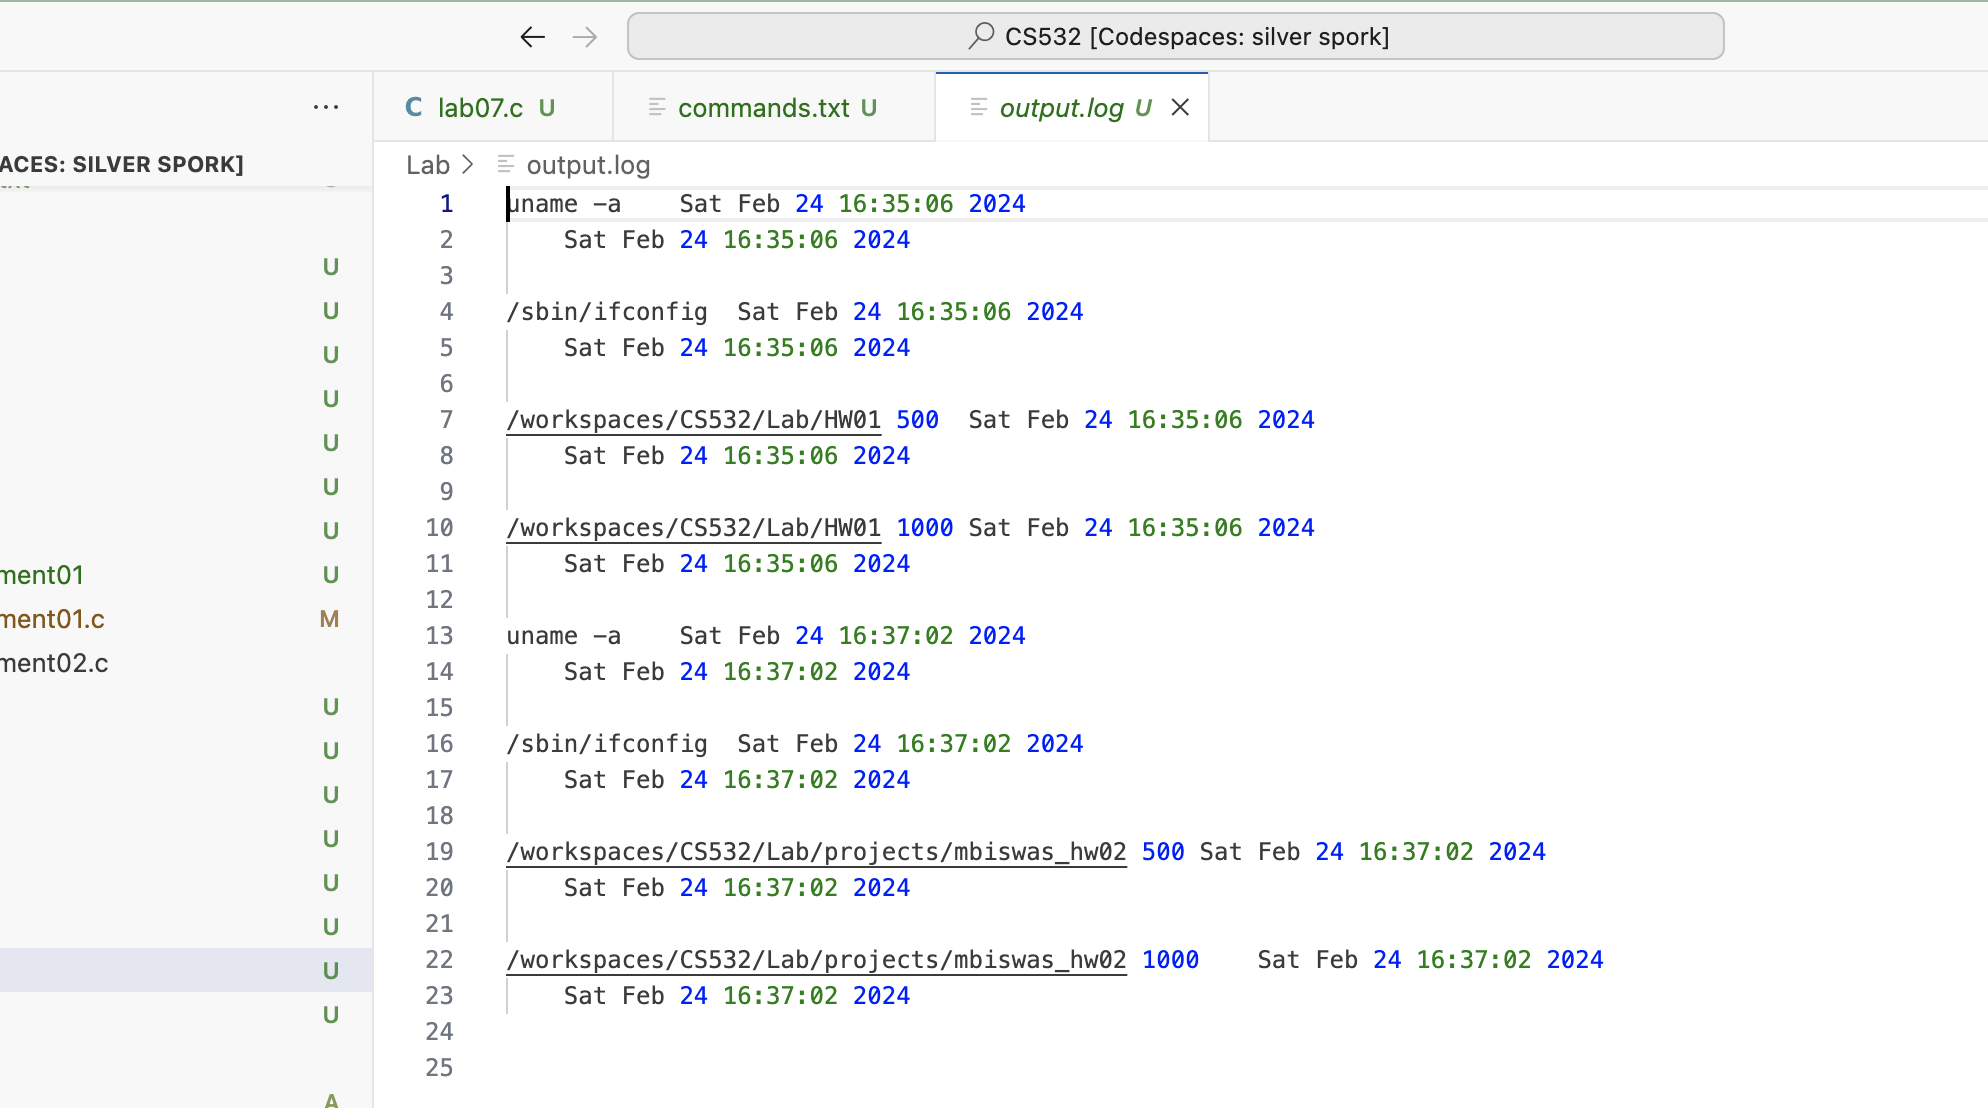 CS532 [Codespaces: silver spork]
...
C lab07.c U
commands.txt U
output.log U
ACES: SILVER SPORK]
Lab > output.log
1 uname -a Sat Feb 24 16:35:06 2024
2 Sat Feb 24 16:35:06 2024
3
4 /sbin/ifconfig Sat Feb 24 16:35:06 2024
5 Sat Feb 24 16:35:06 2024
6
7 /workspaces/CS532/Lab/HW01 500 Sat Feb 24 16:35:06 2024
8 Sat Feb 24 16:35:06 2024
9
10 /workspaces/CS532/Lab/HW01 1000 Sat Feb 24 16:35:06 2024
11 Sat Feb 24 16:35:06 2024
12
13 uname -a Sat Feb 24 16:37:02 2024
14 Sat Feb 24 16:37:02 2024
15
16 /sbin/ifconfig Sat Feb 24 16:37:02 2024
17 Sat Feb 24 16:37:02 2024
18
19 /workspaces/CS532/Lab/projects/mbiswas_hw02 500 Sat Feb 24 16:37:02 2024
20 Sat Feb 24 16:37:02 2024
21
22 /workspaces/CS532/Lab/projects/mbiswas_hw02 1000 Sat Feb 24 16:37:02 2024
23 Sat Feb 24 16:37:02 2024
24
25
U
U
U
U
U
U
U
ment01 U
ment01.c M
ment02.c
U
U
U
U
U
U
U
U
A